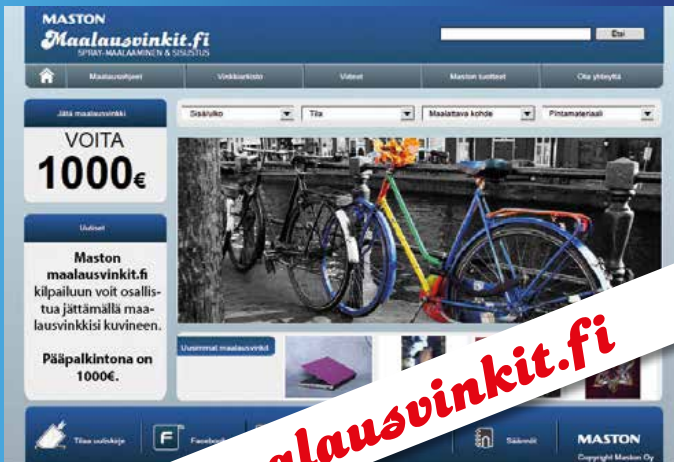 MASTON
Maalausvinkit.fi
SPRAY-MAALAAMINEN & SISUSTUS
Etsi
Maalausohjeet
Vinkkiarkisto
Videot
Maston tuotteet
Ota yhteyttä
Jätä maalausvinkki
Sisä/ulko
Tila
Maalattava kohde
Pintamateriaali
VOITA
1000€
Uutiset
Maston
maalausvinkit.fi
kilpailuun voit osallis-
tua jättämällä maa-
lausvinkkisi kuvineen.
Pääpalkintona on
1000€.
Uusimmat maalausvinkit
alausvinkit.fi
Tilaa uutiskirje
Facebook
Säännöt
MASTON
Copyright Maston Oy